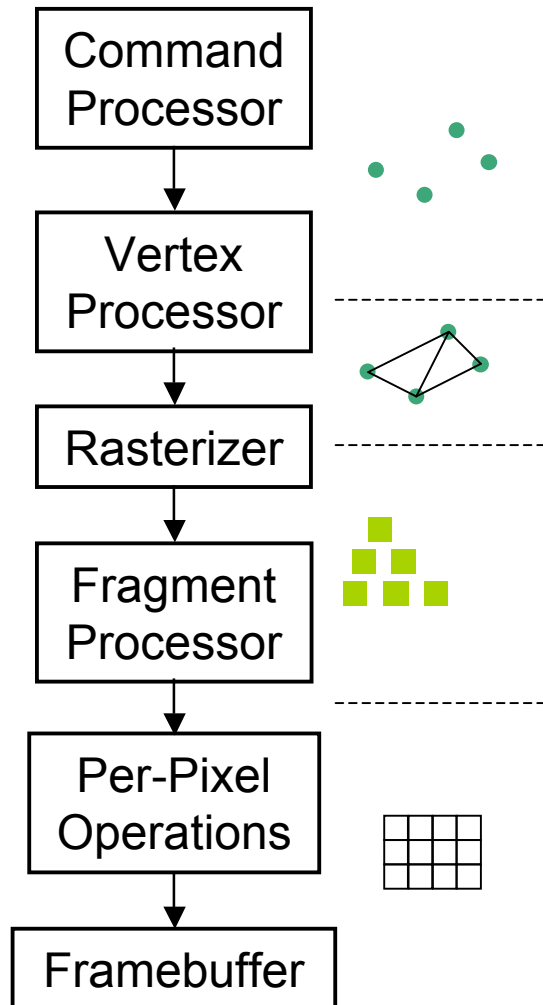 Command
Processor
Vertex
Processor
Rasterizer
Fragment
Processor
Per-Pixel
Operations
Framebuffer